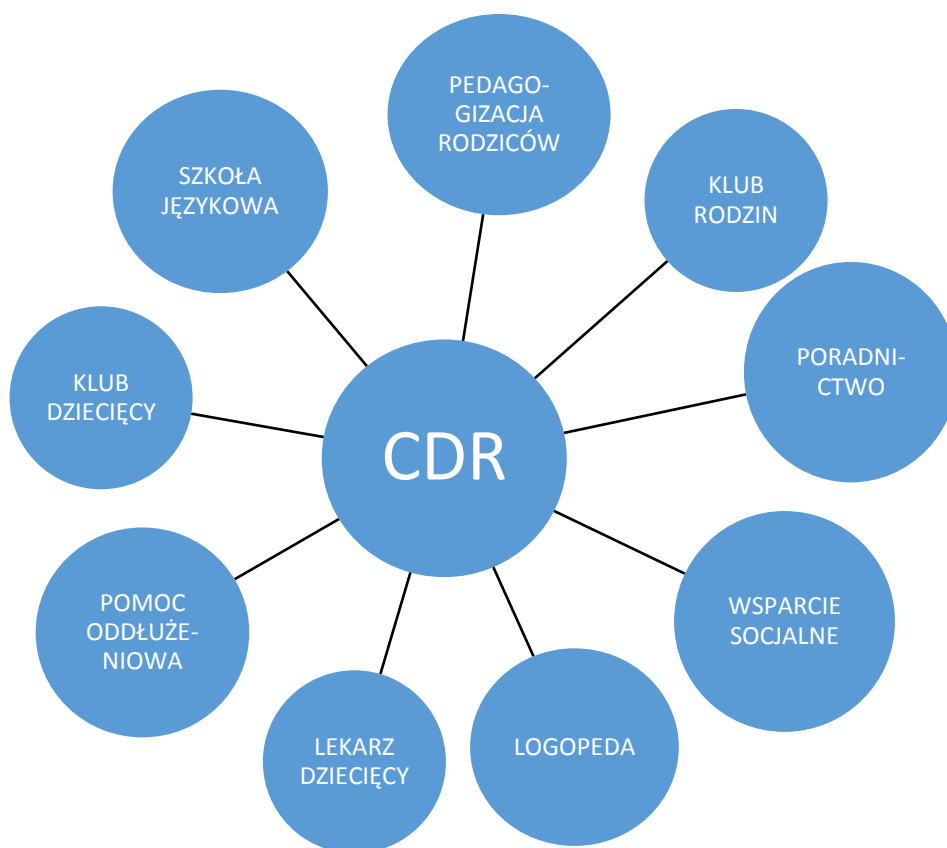 PEDAGO-
GIZACJA
RODZICÓW
KLUB
RODZIN
SZKOŁA
JĘZYKOWA
PORADNI-
CTWO
KLUB
DZIECIĘCY
CDR
WSPARCIE
SOCJALNE
POMOC
ODDŁUŻE-
NIOWA
LOGOPEDA
LEKARZ
DZIECIĘCY